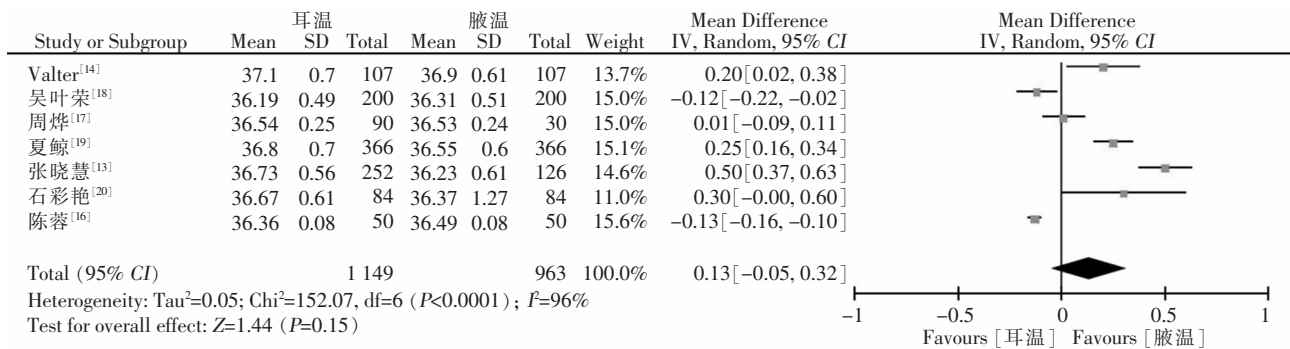 耳温 腋温 Mean Difference Mean Difference
Study or Subgroup Mean SD Total Mean SD Total Weight IV, Random, 95% CI IV, Random, 95% CI
Valter[14] 37.1 0.7 107 36.9 0.61 107 13.7% 0.20[0.02, 0.38]
吴叶荣[18] 36.19 0.49 200 36.31 0.51 200 15.0% -0.12[-0.22, -0.02]
周烨[17] 36.54 0.25 90 36.53 0.24 30 15.0% 0.01[-0.09, 0.11]
夏鲸[19] 36.8 0.7 366 36.55 0.6 366 15.1% 0.25[0.16, 0.34]
张晓慧[13] 36.73 0.56 252 36.23 0.61 126 14.6% 0.50[0.37, 0.63]
石彩艳[20] 36.67 0.61 84 36.37 1.27 84 11.0% 0.30[-0.00, 0.60]
陈蓉[16] 36.36 0.08 50 36.49 0.08 50 15.6% -0.13[-0.16, -0.10]
Total (95% CI) 1 149 963 100.0% 0.13[-0.05, 0.32]
Heterogeneity: Tau²=0.05; Chi²=152.07, df=6 (P<0.0001); I²=96%
Test for overall effect: Z=1.44 (P=0.15)
-1 -0.5 0 0.5 1
Favours [耳温] Favours [腋温]